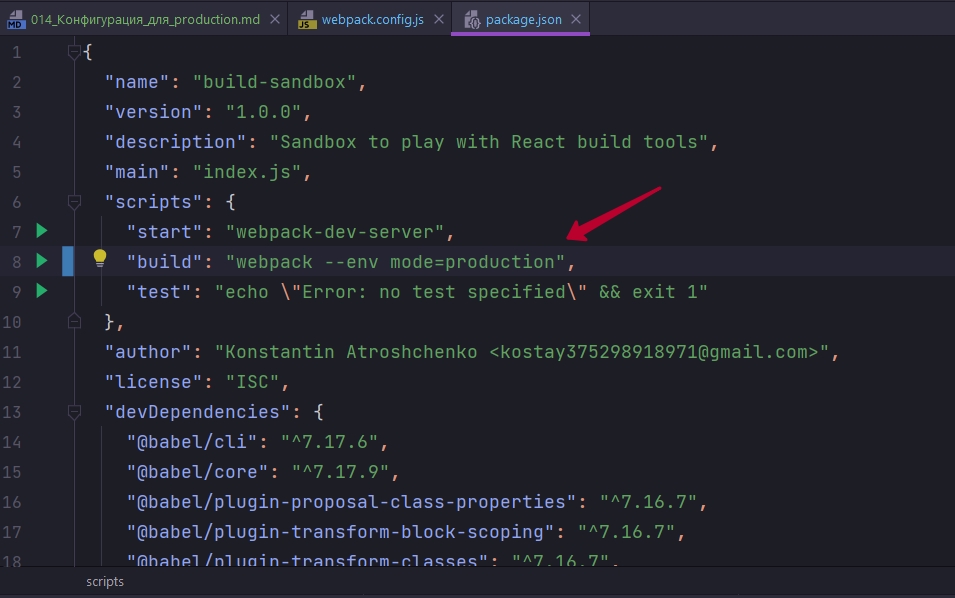 014_Конфигурация_для_production.md webpack.config.js package.json
1 {
2 "name": "build-sandbox",
3 "version": "1.0.0",
4 "description": "Sandbox to play with React build tools",
5 "main": "index.js",
6 "scripts": {
7 "start": "webpack-dev-server",
8 "build": "webpack --env mode=production",
9 "test": "echo \"Error: no test specified\" && exit 1"
10 },
11 "author": "Konstantin Atroshchenko <kostay375298918971@gmail.com>",
12 "license": "ISC",
13 "devDependencies": {
14 "@babel/cli": "^7.17.6",
15 "@babel/core": "^7.17.9",
16 "@babel/plugin-proposal-class-properties": "^7.16.7",
17 "@babel/plugin-transform-block-scoping": "^7.16.7",
18 "@babel/plugin-transform-classes": "^7.16.7",
scripts